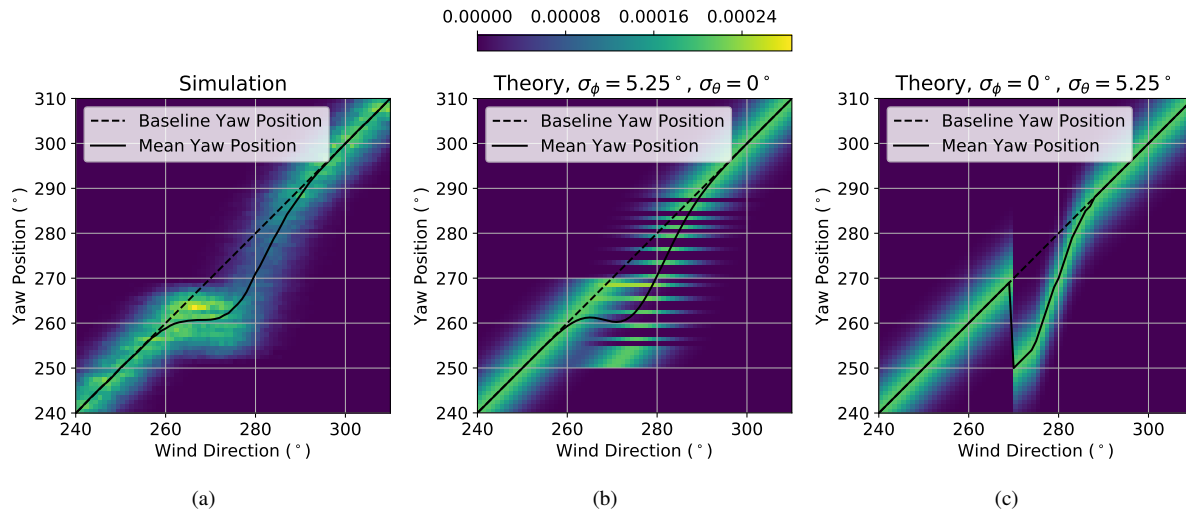 0.00000 0.00008 0.00016 0.00024
Simulation
Theory, σϕ = 5.25°, σθ = 0°
Theory, σϕ = 0°, σθ = 5.25°
Baseline Yaw Position
Mean Yaw Position
Baseline Yaw Position
Mean Yaw Position
Baseline Yaw Position
Mean Yaw Position
Yaw Position (°)
310
300
290
280
270
260
250
240
240 260 280 300
Wind Direction (°)
Yaw Position (°)
310
300
290
280
270
260
250
240
240 260 280 300
Wind Direction (°)
Yaw Position (°)
310
300
290
280
270
260
250
240
240 260 280 300
Wind Direction (°)
(a)
(b)
(c)